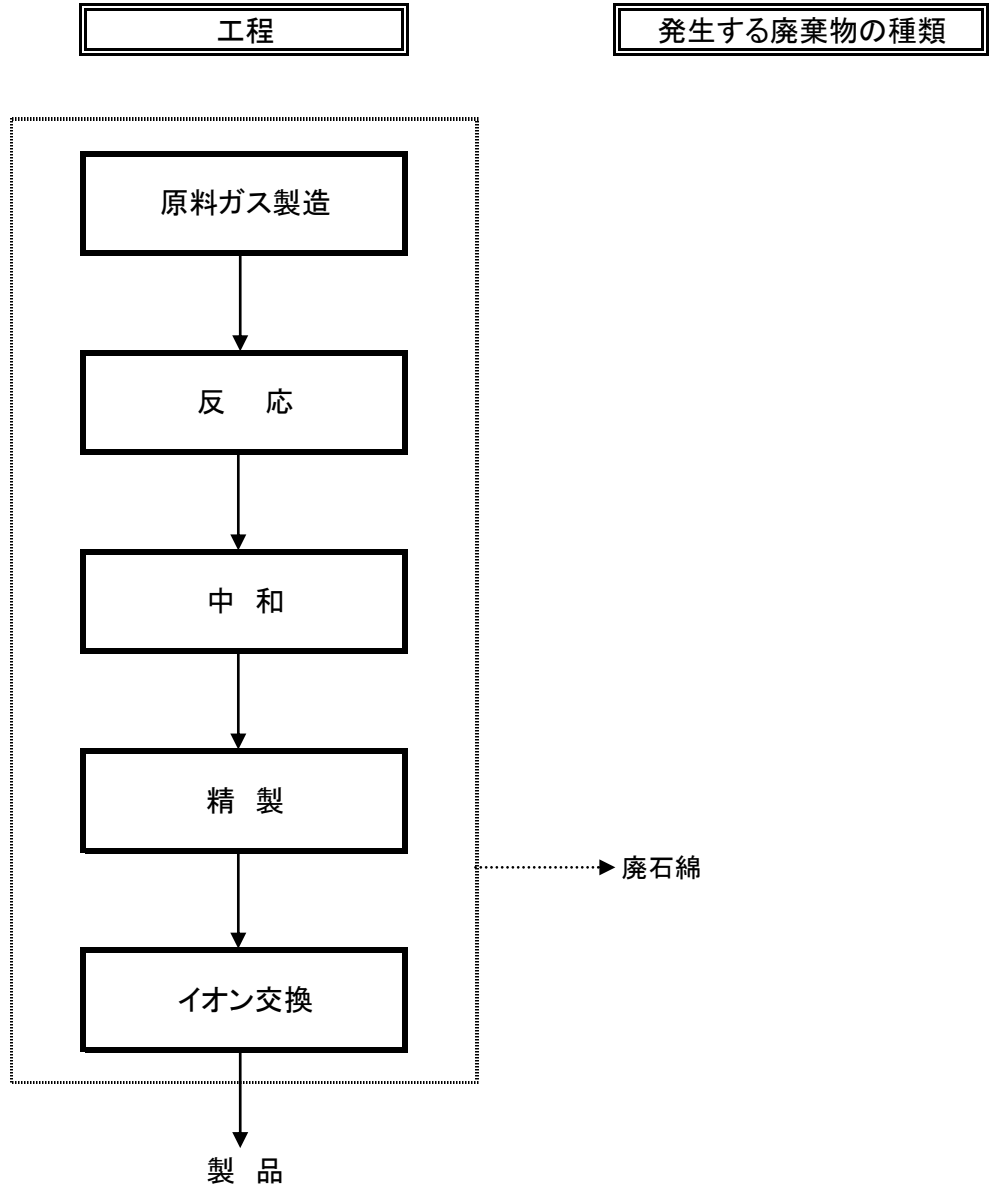 工程
発生する廃棄物の種類
原料ガス製造
反 応
中 和
精 製
廃石綿
イオン交換
製 品